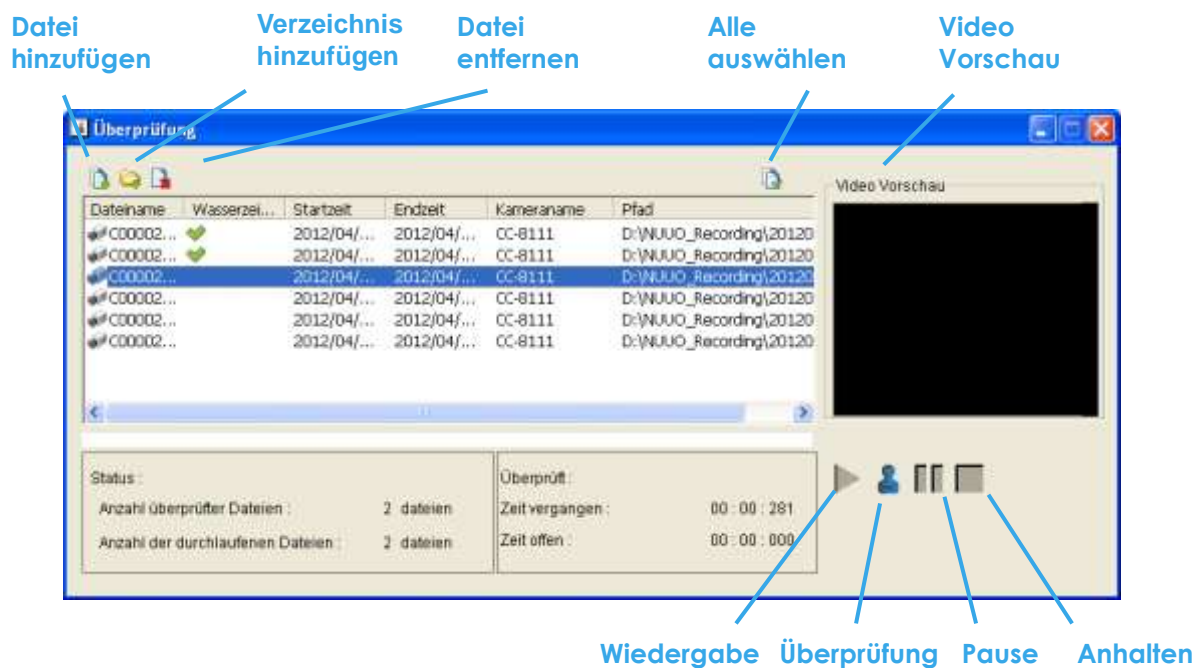 Datei
hinzufügen
Verzeichnis
hinzufügen
Datei
entfernen
Alle
auswählen
Video
Vorschau
Überprüfung
Video Vorschau
Dateiname Wasserzei... Startzeit Endzeit Kameraname Pfad
C00002... 2012/04/... 2012/04/... CC-8111 D:\NUUO_Recording\20120
C00002... 2012/04/... 2012/04/... CC-8111 D:\NUUO_Recording\20120
C00002... 2012/04/... 2012/04/... CC-8111 D:\NUUO_Recording\20120
C00002... 2012/04/... 2012/04/... CC-8111 D:\NUUO_Recording\20120
C00002... 2012/04/... 2012/04/... CC-8111 D:\NUUO_Recording\20120
C00002... 2012/04/... 2012/04/... CC-8111 D:\NUUO_Recording\20120
Status :
Anzahl überprüfter Dateien : 2 dateien
Anzahl der durchlaufenen Dateien : 2 dateien
Überprüft :
Zeit vergangen : 00 : 00 : 281
Zeit offen : 00 : 00 : 000
Wiedergabe Überprüfung Pause Anhalten